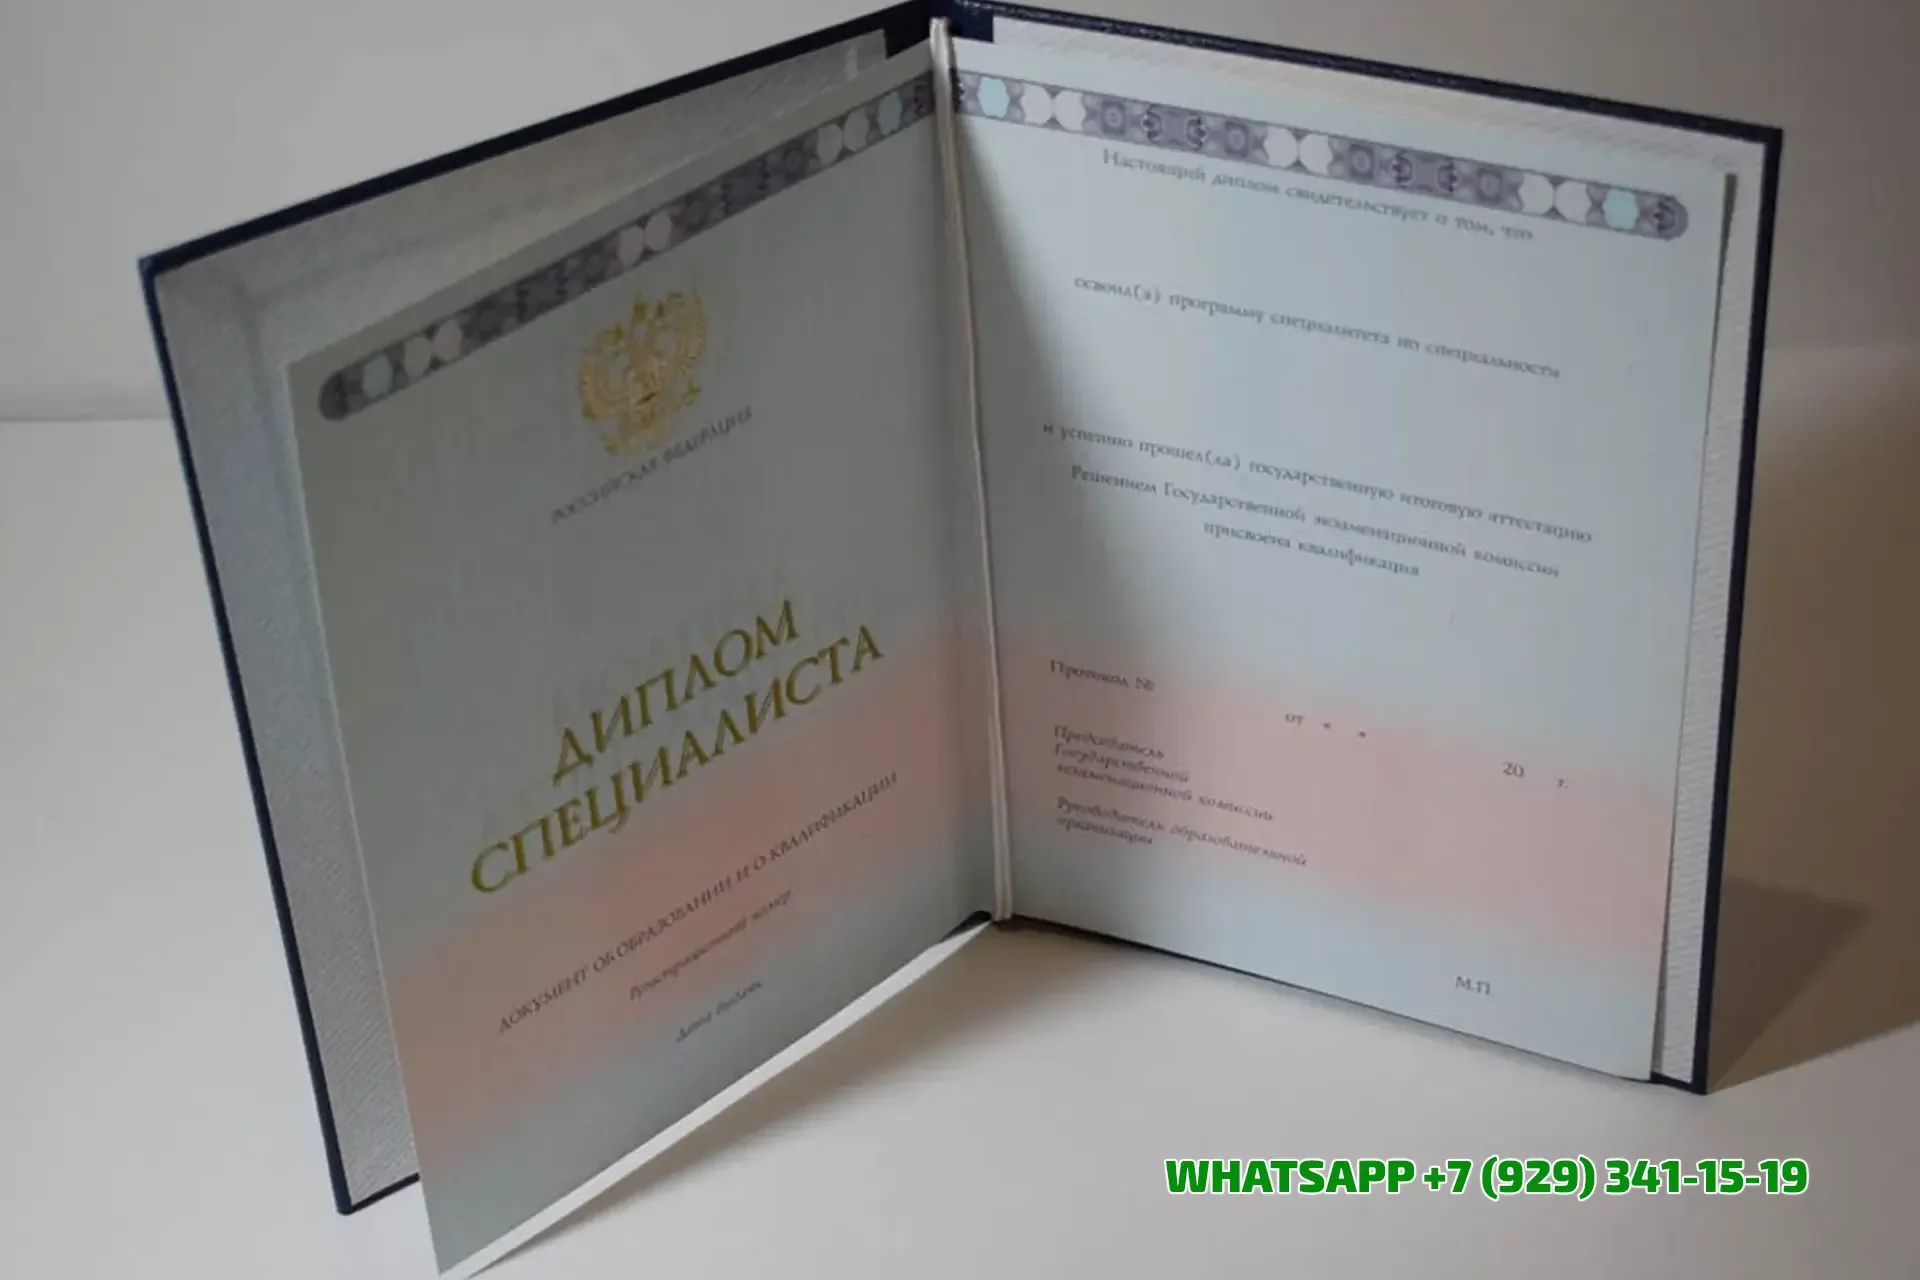 РОССИЙСКАЯ ФЕДЕРАЦИЯ
ДИПЛОМ
СПЕЦИАЛИСТА
ДОКУМЕНТ ОБ ОБРАЗОВАНИИ И О КВАЛИФИКАЦИИ
Регистрационный номер
Дата выдачи
Настоящий диплом свидетельствует о том, что
освоил(а) программу специалитета по специальности
и успешно прошел(ла) государственную итоговую аттестацию
Решением Государственной экзаменационной комиссии
присвоена квалификация
Протокол №
от « » 20 г.
Председатель
Государственной
экзаменационной комиссии
Руководитель образовательной
организации
М.П.
WHATSAPP +7 (929) 341-15-19